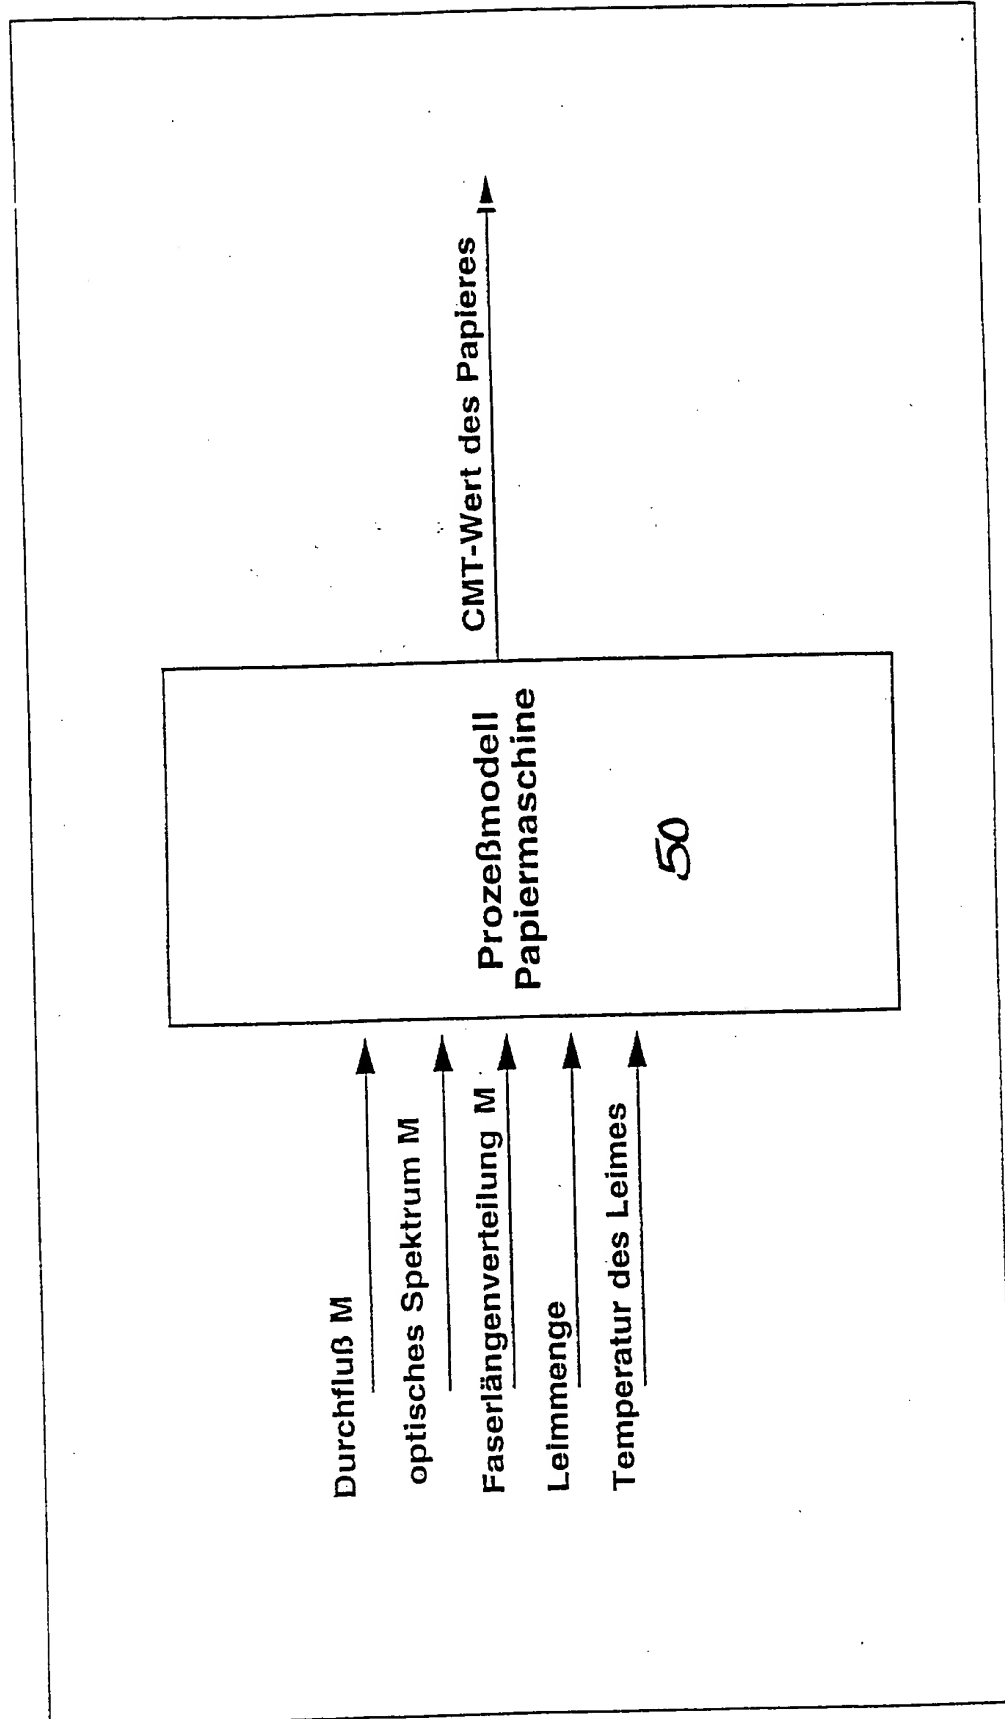 Durchfluß M
optisches Spektrum M
Faserlängenverteilung M
Leimmenge
Temperatur des Leimes
Prozeßmodell
Papiermaschine
50
CMT-Wert des Papieres